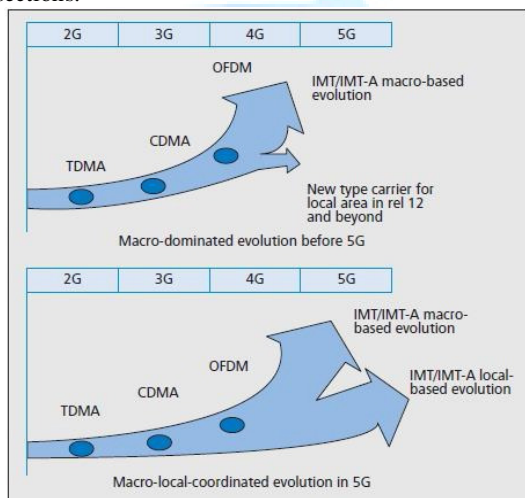 ections.
2G 3G 4G 5G
OFDM
IMT/IMT-A macro-based
evolution
CDMA
TDMA
New type carrier for
local area in rel 12
and beyond
Macro-dominated evolution before 5G
2G 3G 4G 5G
IMT/IMT-A macro-
based evolution
OFDM
IMT/IMT-A local-
based evolution
CDMA
TDMA
Macro-local-coordinated evolution in 5G